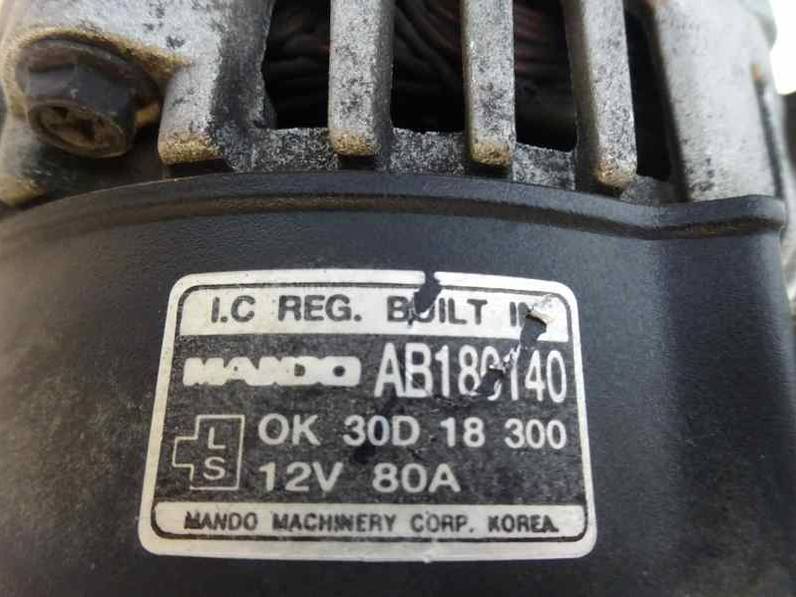 I.C REG. BUILT IN
MANDO AB180140
L OK 30D 18 300
S 12V 80A
MANDO MACHINERY CORP. KOREA.